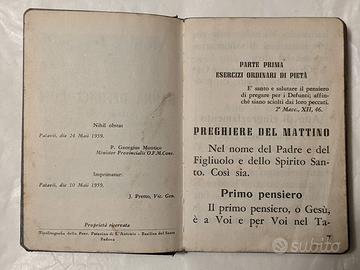 Nihil obstat
Patavii, die 24 Maii 1959.
P. Georgius Montico
Minister Provincialis O.F.M.Conv.
Imprimatur:
Patavii, die 10 Maii 1959.
J. Pretto, Vic. Gen.
Proprietà riservata
Tipolitografia della Prov. Patavina di S. Antonio - Basilica del Santo
Padova
PARTE PRIMA
ESERCIZI ORDINARI DI PIETÀ
E' santo e salutare il pensiero
di pregare per i Defunti; affin-
chè siano sciolti dai loro peccati.
2ª Macc., XII, 46
PREGHIERE DEL MATTINO
Nel nome del Padre e del
Figliuolo e dello Spirito San-
to. Così sia.
Primo pensiero
Il primo pensiero, o Gesù,
è a Voi e per Voi nel Ta-
7
Subito